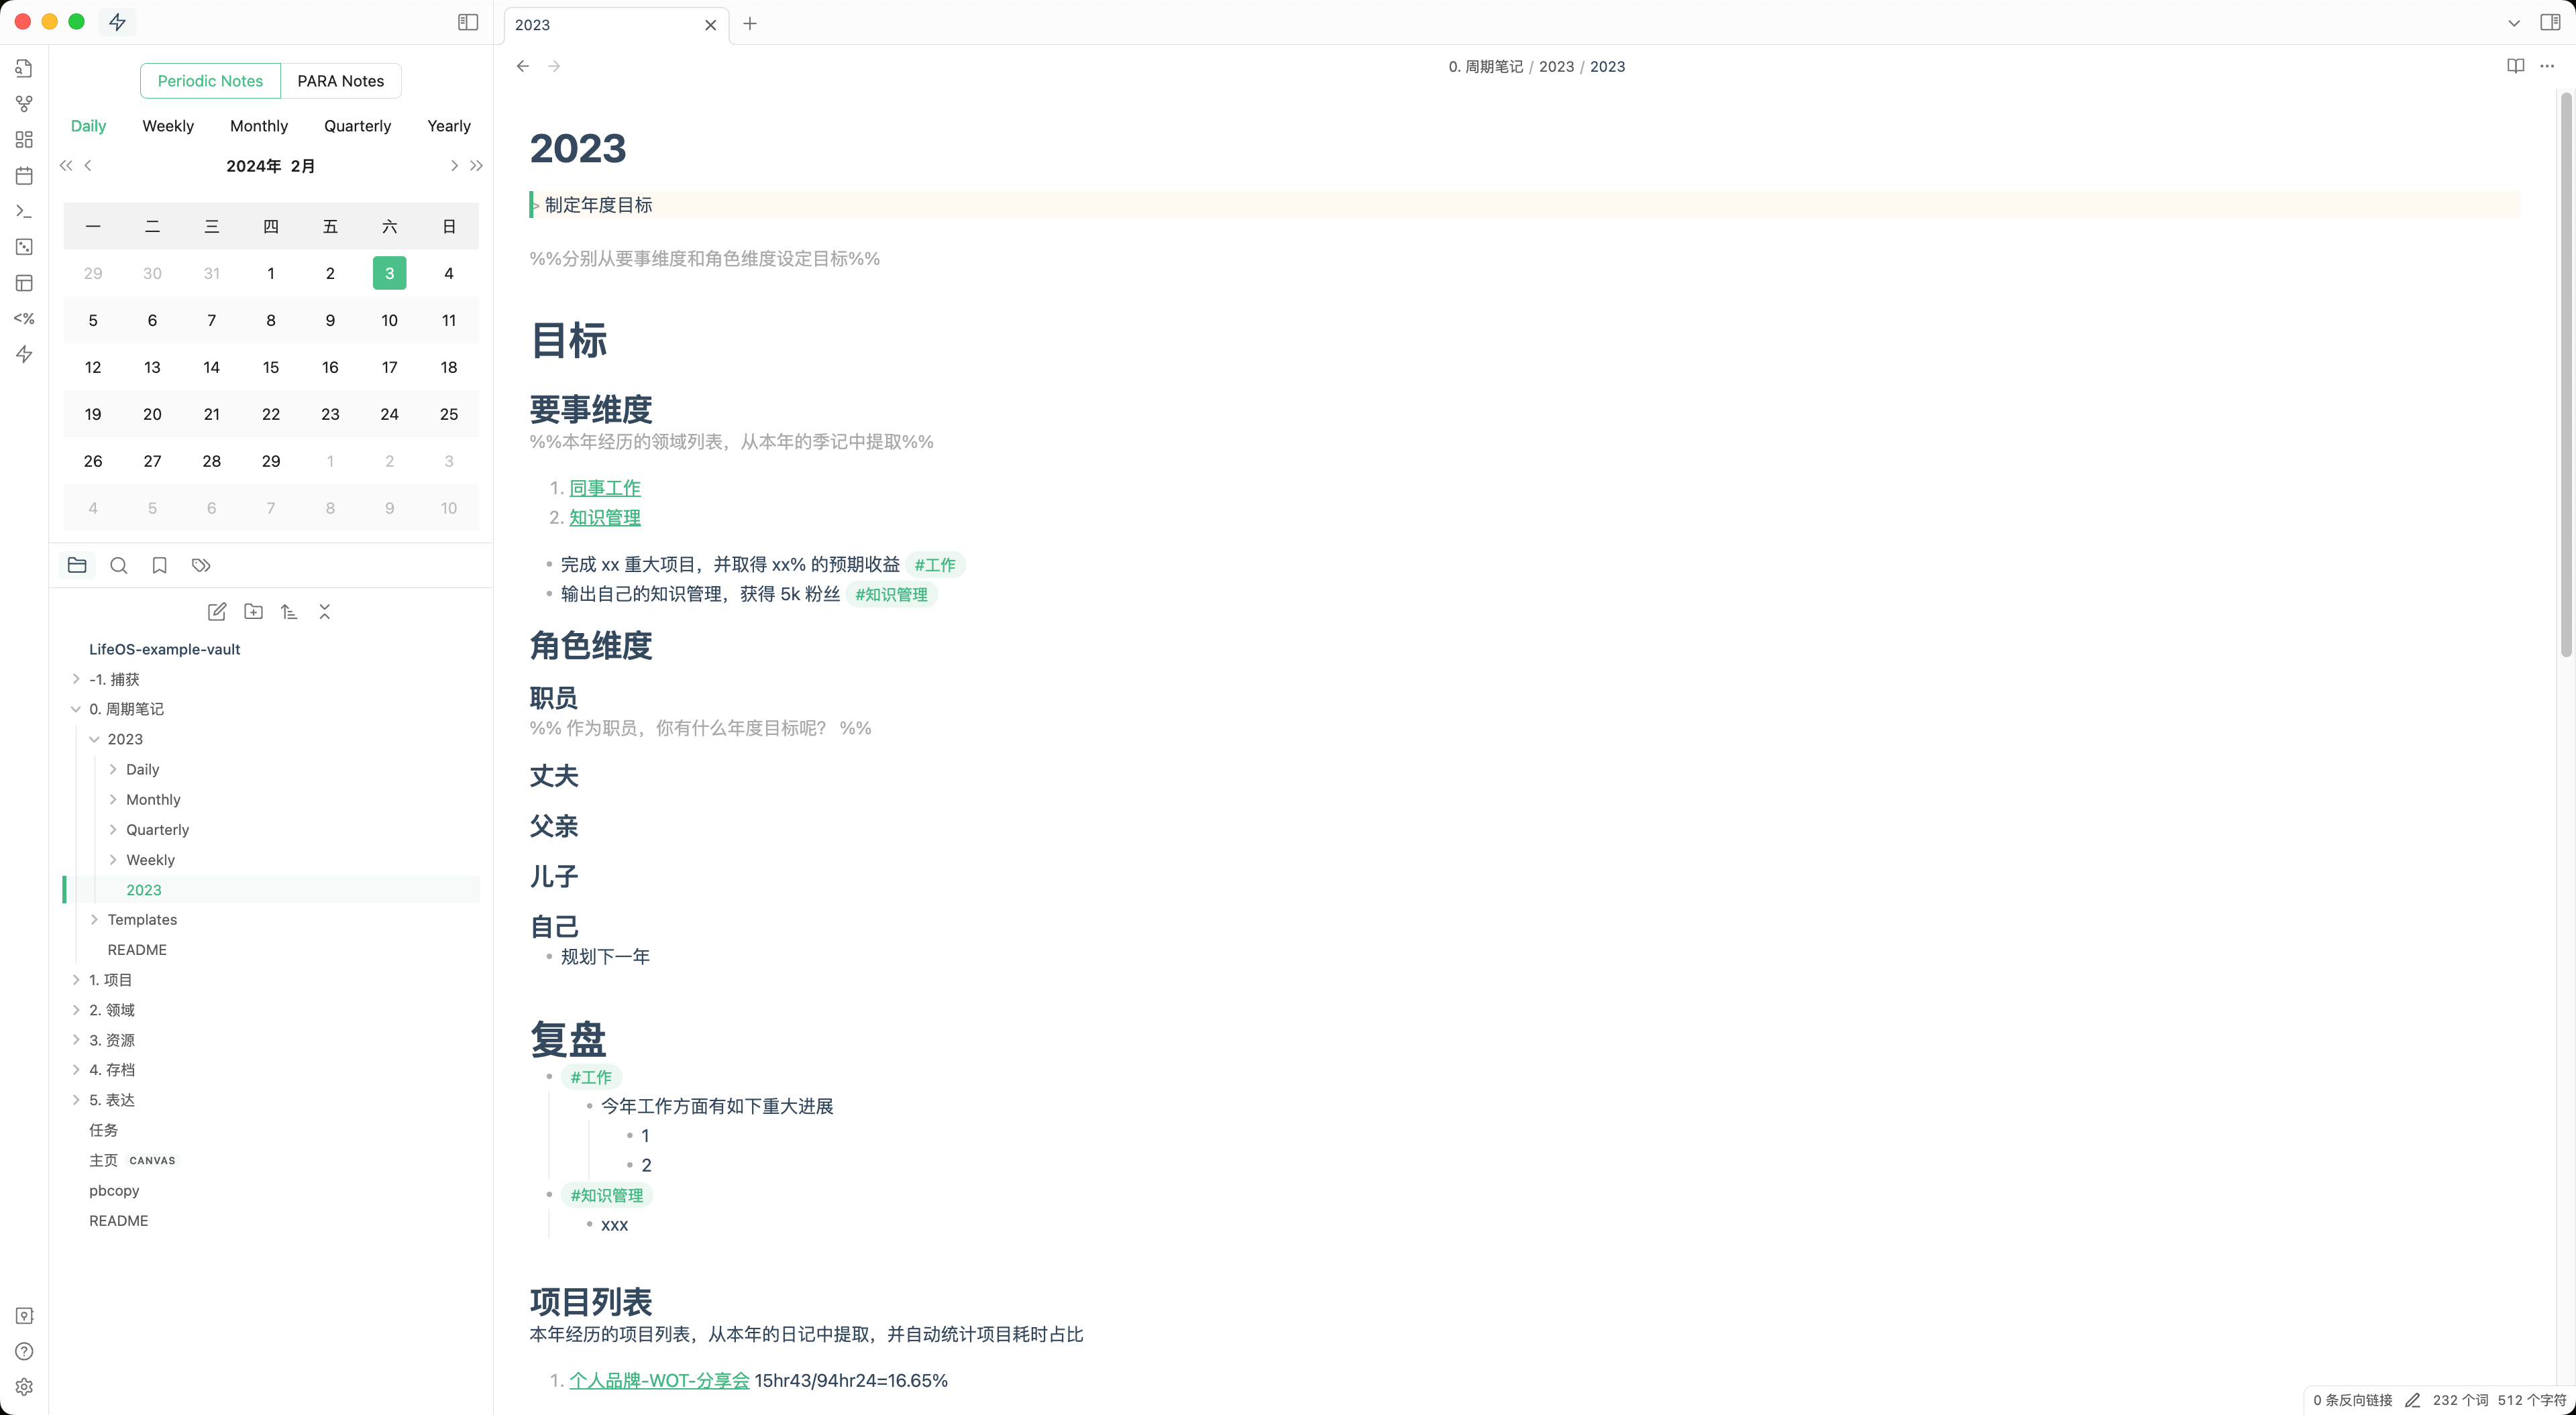 2023
Periodic Notes PARA Notes
Daily Weekly Monthly Quarterly Yearly
2024年 2月
一 二 三 四 五 六 日
29 30 31 1 2 3 4
5 6 7 8 9 10 11
12 13 14 15 16 17 18
19 20 21 22 23 24 25
26 27 28 29 1 2 3
4 5 6 7 8 9 10
<%
LifeOS-example-vault
-1. 捕获
0. 周期笔记
2023
Daily
Monthly
Quarterly
Weekly
2023
Templates
README
1. 项目
2. 领域
3. 资源
4. 存档
5. 表达
任务
主页 CANVAS
pbcopy
README
0. 周期笔记 / 2023 / 2023
2023
> 制定年度目标
%%分别从要事维度和角色维度设定目标%%
目标
要事维度
%%本年经历的领域列表，从本年的季记中提取%%
1. 同事工作
2. 知识管理
• 完成 xx 重大项目，并取得 xx% 的预期收益 #工作
• 输出自己的知识管理，获得 5k 粉丝 #知识管理
角色维度
职员
%% 作为职员，你有什么年度目标呢？ %%
丈夫
父亲
儿子
自己
• 规划下一年
复盘
• #工作
• 今年工作方面有如下重大进展
• 1
• 2
• #知识管理
• xxx
项目列表
本年经历的项目列表，从本年的日记中提取，并自动统计项目耗时占比
1. 个人品牌-WOT-分享会 15hr43/94hr24=16.65%
0 条反向链接 232 个词 512 个字符